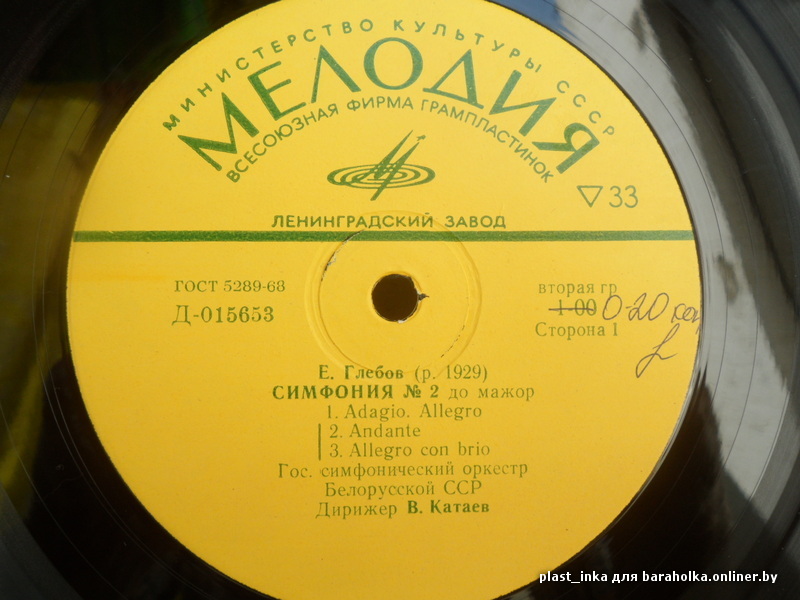 МИНИСТЕРСТВО КУЛЬТУРЫ СССР
МЕЛОДИЯ
ВСЕСОЮЗНАЯ ФИРМА ГРАМПЛАСТИНОК
▽33
ЛЕНИНГРАДСКИЙ ЗАВОД
ГОСТ 5289-68
Д-015653
вторая гр
1-00 0-20 коп
Сторона 1
Е. Глебов (р. 1929)
СИМФОНИЯ № 2 до мажор
1. Adagio. Allegro
2. Andante
3. Allegro con brio
Гос. симфонический оркестр
Белорусской ССР
Дирижер В. Катаев
plast_inka для baraholka.onliner.by